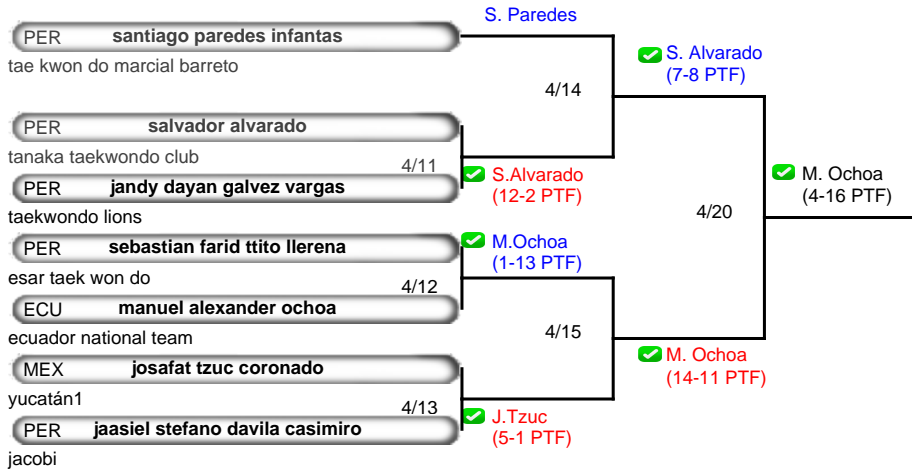 S. Paredes
PER santiago paredes infantas
tae kwon do marcial barreto
S. Alvarado
(7-8 PTF)
4/14
PER salvador alvarado
tanaka taekwondo club
4/11
PER jandy dayan galvez vargas
taekwondo lions
S.Alvarado
(12-2 PTF)
M. Ochoa
(4-16 PTF)
4/20
PER sebastian farid ttito llerena
esar taek won do
M.Ochoa
(1-13 PTF)
4/12
ECU manuel alexander ochoa
ecuador national team
4/15
MEX josafat tzuc coronado
yucatán1
M. Ochoa
(14-11 PTF)
4/13
PER jaasiel stefano davila casimiro
jacobi
J.Tzuc
(5-1 PTF)